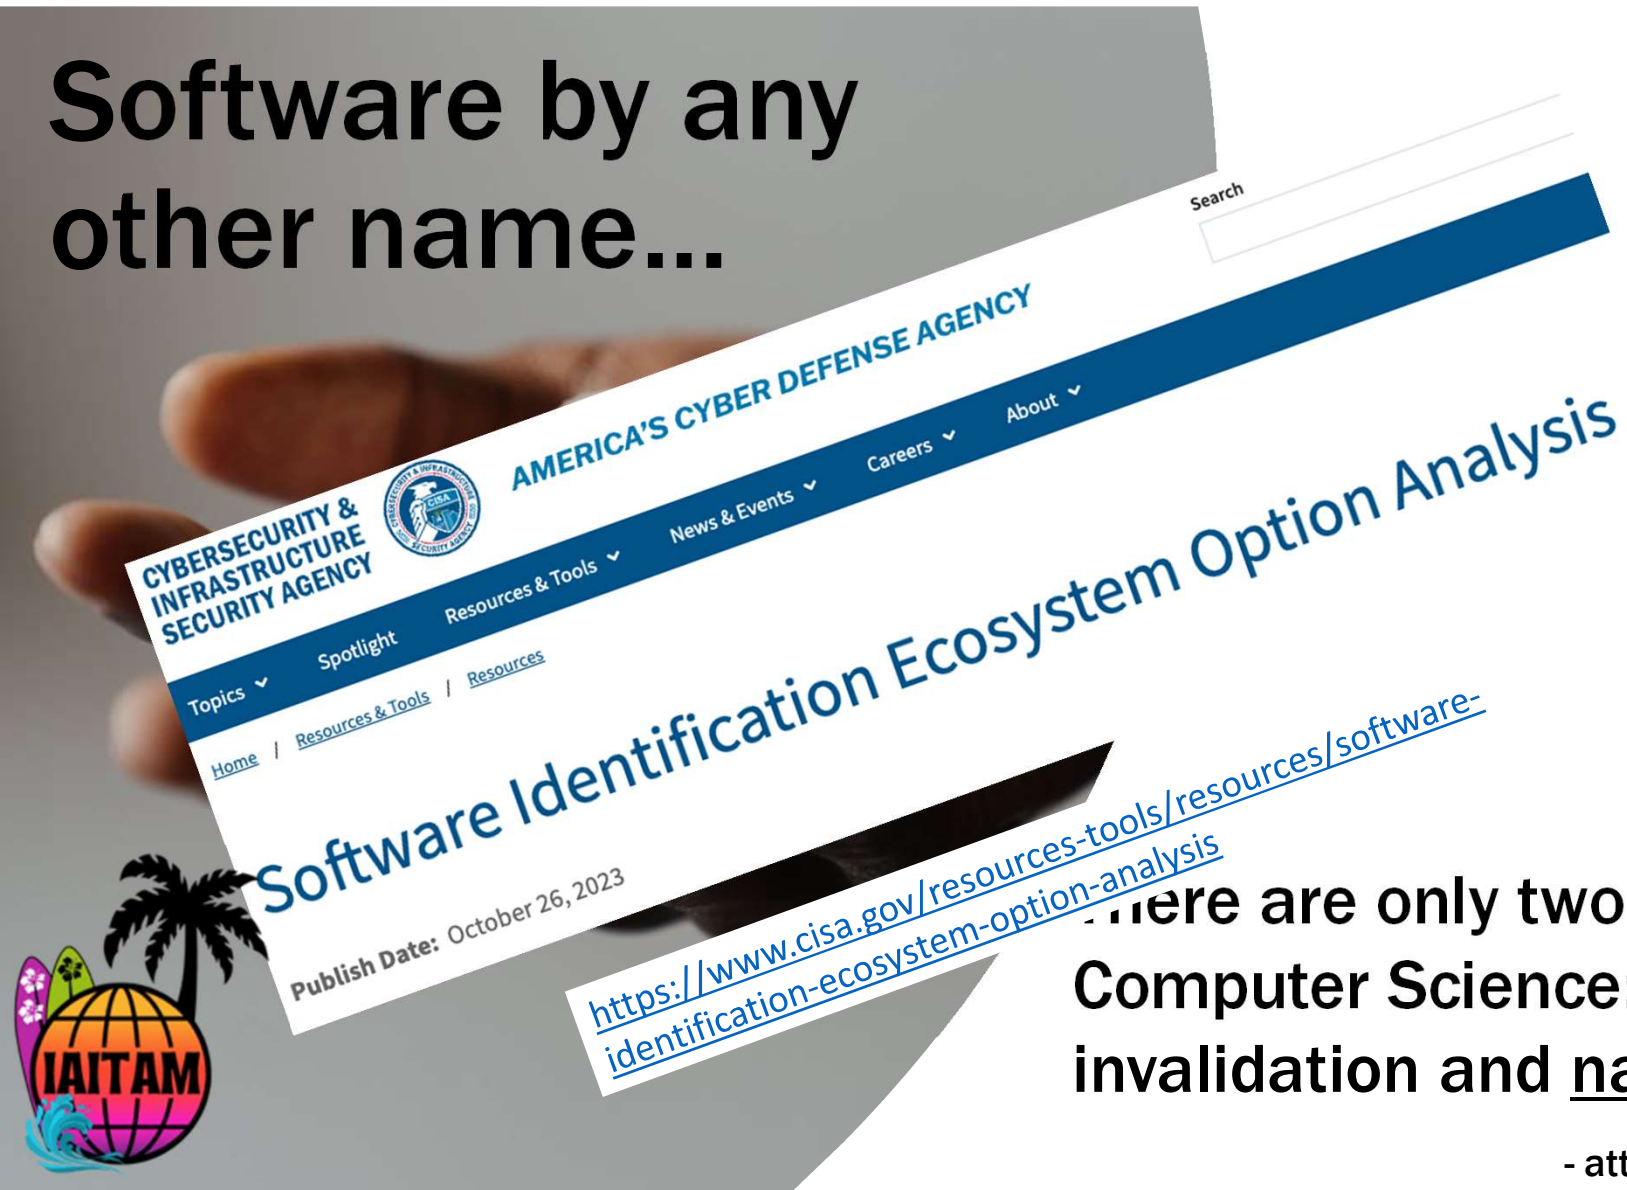 Software by any
other name...
Search
CYBERSECURITY &
INFRASTRUCTURE
SECURITY AGENCY
AMERICA'S CYBER DEFENSE AGENCY
Topics Spotlight Resources & Tools News & Events Careers About
Home / Resources & Tools / Resources
Software Identification Ecosystem Option Analysis
Publish Date: October 26, 2023
https://www.cisa.gov/resources-tools/resources/software-
identification-ecosystem-option-analysis
are only two
Computer Science:
invalidation and
IAITAM